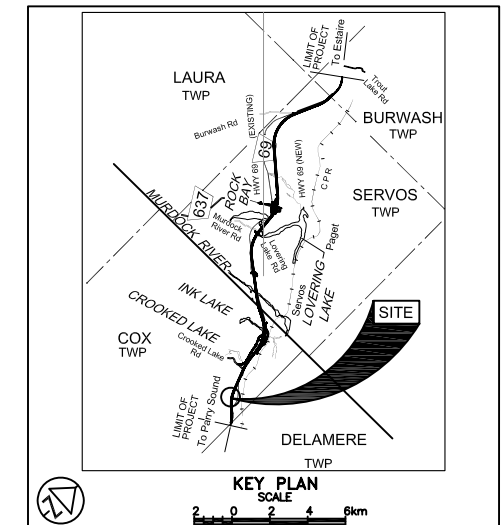 LIMIT OF
PROJECT
To Estaire
Trout
Lake Rd
LAURA
TWP
BURWASH
TWP
Burwash Rd
(EXISTING)
69
HWY 69
HWY 69 (NEW)
CPR
SERVOS
TWP
637
ROCK
BAY
Murdock
River Rd
MURDOCK RIVER
Lovering
Lake Rd
Paget
Servos
LOVERING
LAKE
INK LAKE
CROOKED LAKE
Crooked Lake
Rd
SITE
COX
TWP
LIMIT OF
PROJECT
To Parry Sound
DELAMERE
TWP
KEY PLAN
SCALE
2 0 2 4 6km
N